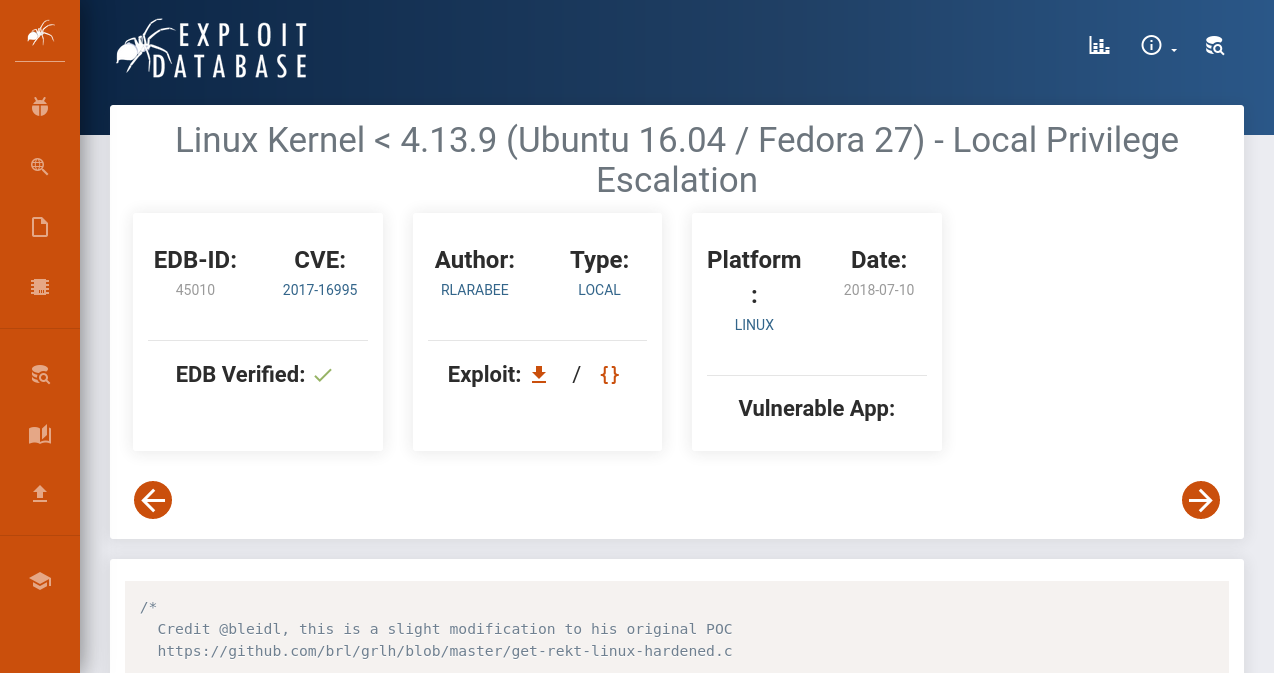 EXPLOIT
DATABASE
Linux Kernel < 4.13.9 (Ubuntu 16.04 / Fedora 27) - Local Privilege
Escalation
EDB-ID:
45010
CVE:
2017-16995
EDB Verified:
Author:
RLARABEE
Type:
LOCAL
Exploit: / {}
Platform
:
LINUX
Date:
2018-07-10
Vulnerable App:
/*
Credit @bleidl, this is a slight modification to his original POC
https://github.com/brl/grlh/blob/master/get-rekt-linux-hardened.c